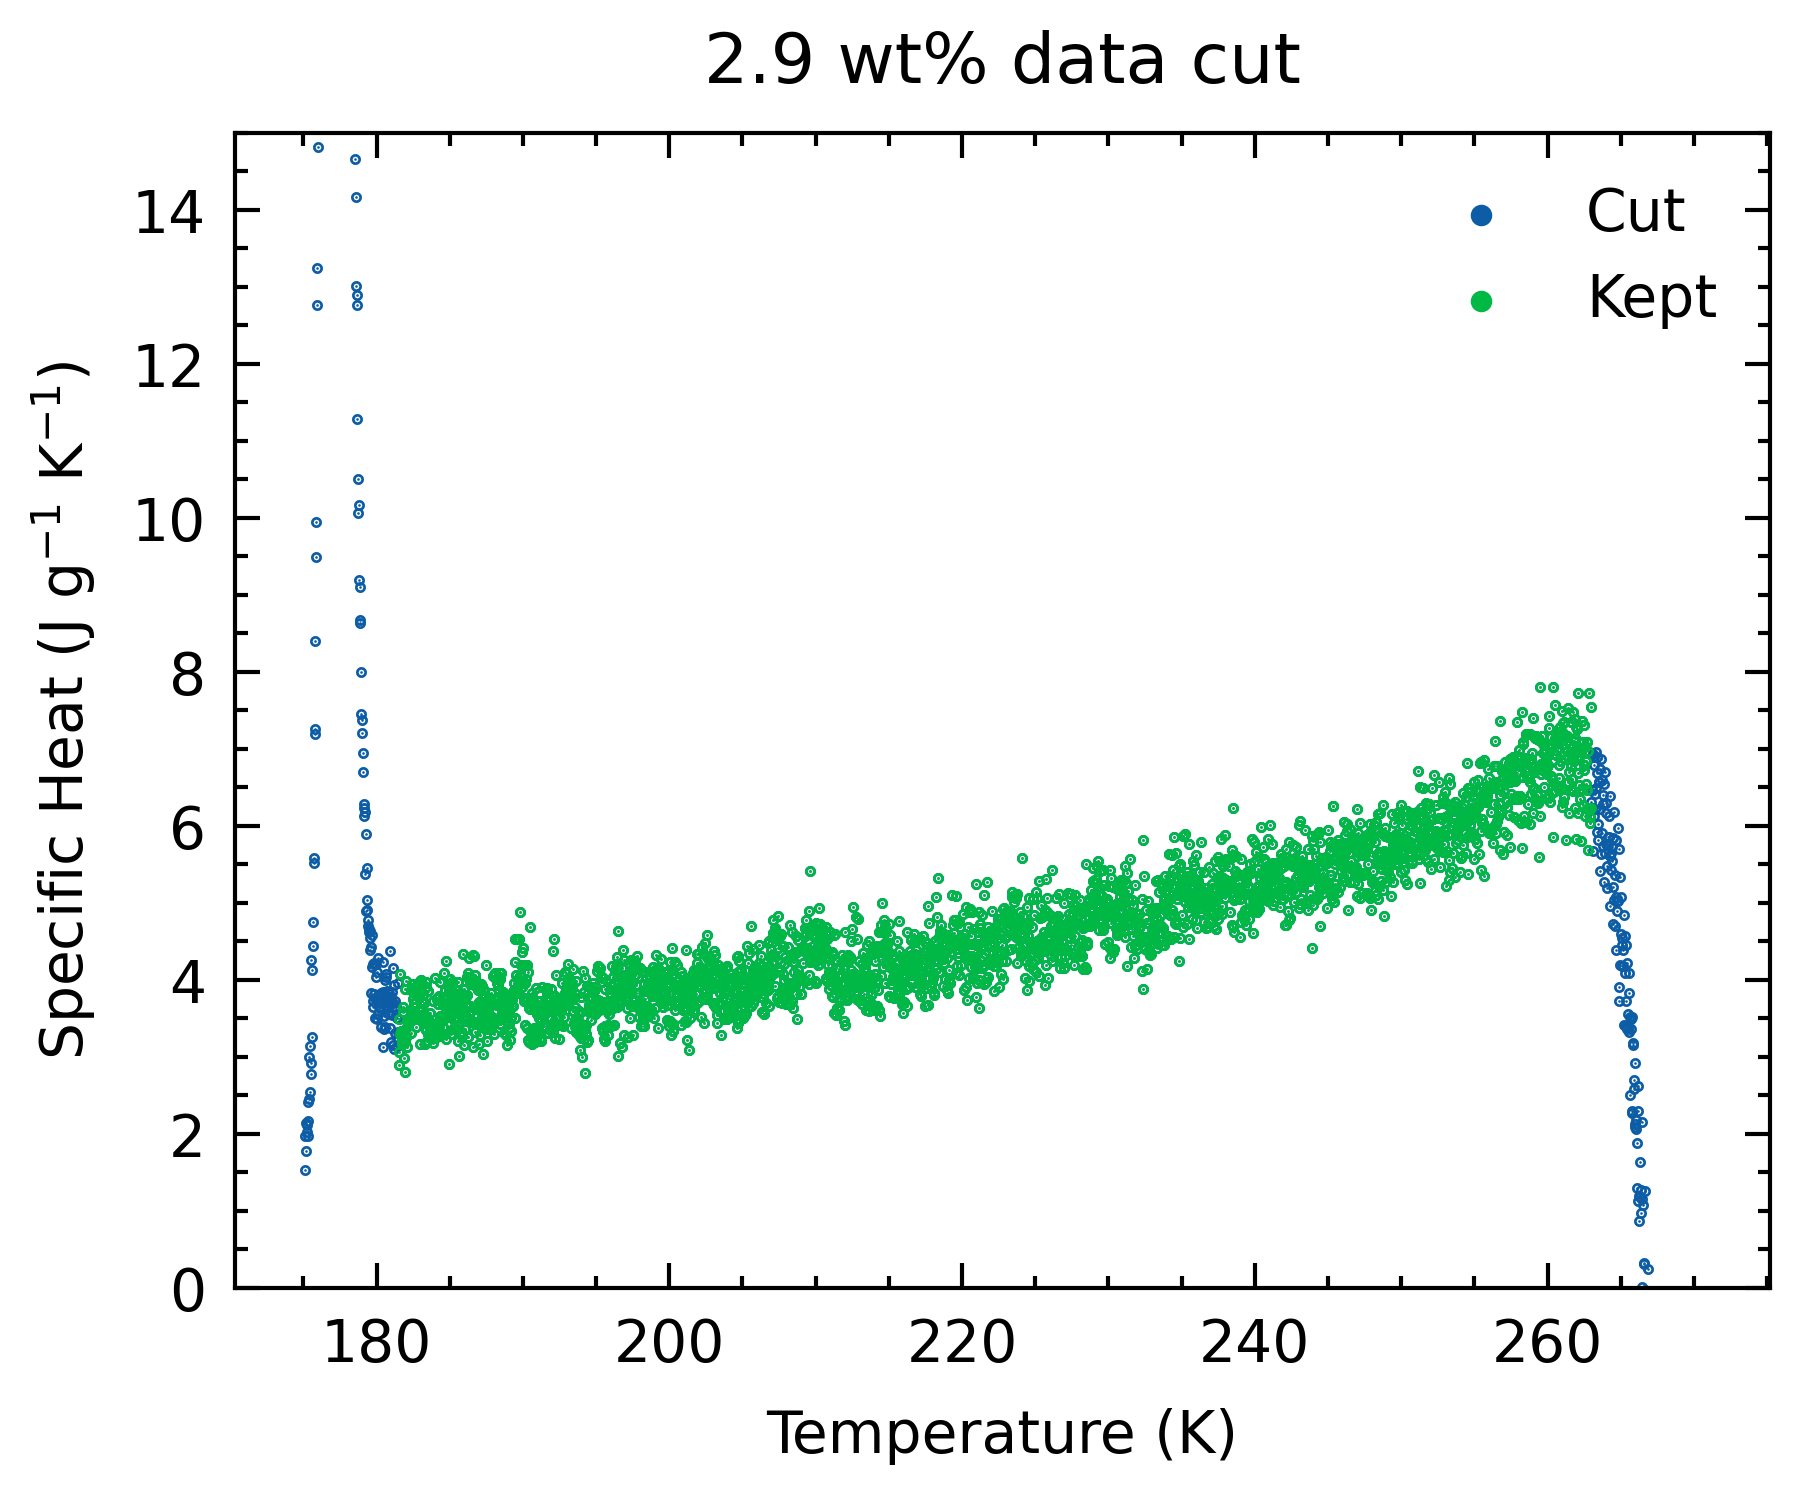 2.9 wt% data cut
Cut
Kept
14
12
10
8
6
4
2
0
Specific Heat (J g⁻¹ K⁻¹)
180 200 220 240 260
Temperature (K)